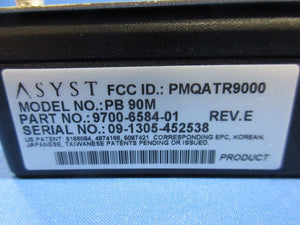 ASYST FCC ID.: PMQATR9000
MODEL NO.: PB 90M
PART NO.: 9700-6584-01 REV.E
SERIAL NO.: 09-1305-452538
US PATENT: 5166884, 4974166, 5097421 CORRESPONDING EPC, KOREAN,
JAPANESE, TAIWANESE PATENTS PENDING OR ISSUED.
PRODUCT